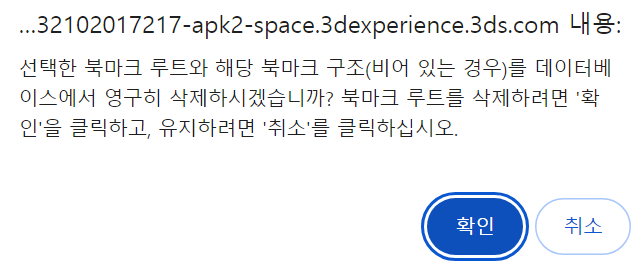 ...32102017217-apk2-space.3dexperience.3ds.com 내용:
선택한 북마크 루트와 해당 북마크 구조(비어 있는 경우)를 데이터베
이스에서 영구히 삭제하시겠습니까? 북마크 루트를 삭제하려면 '확
인'을 클릭하고, 유지하려면 '취소'를 클릭하십시오.
확인
취소